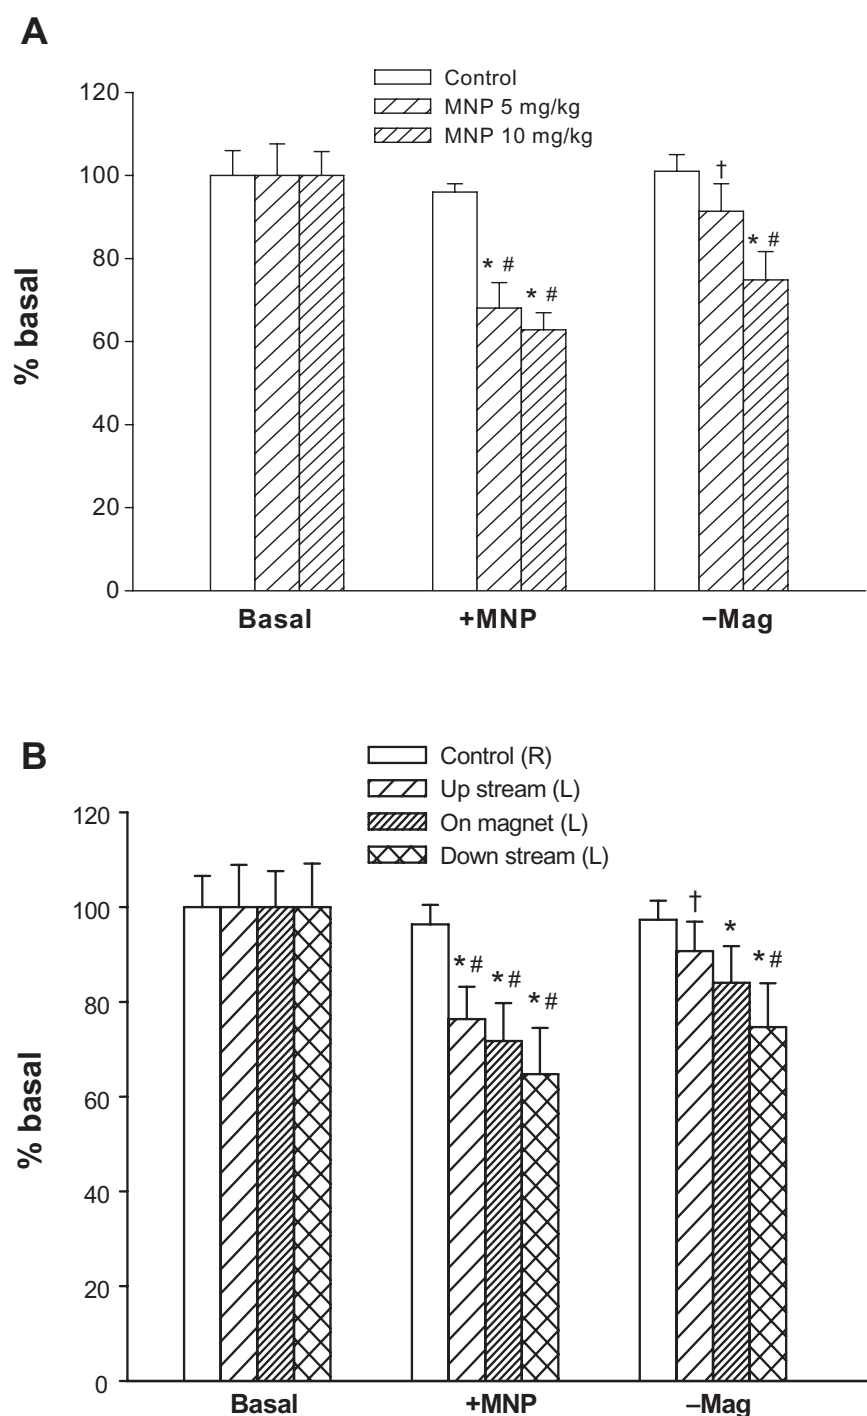 A
Control
MNP 5 mg/kg
MNP 10 mg/kg
120
100
80
60
40
20
0
% basal
* #
* #
†
* #
Basal +MNP −Mag
B
Control (R)
Up stream (L)
On magnet (L)
Down stream (L)
120
100
80
60
40
20
0
% basal
* #
* #
* #
†
*
* #
Basal +MNP −Mag